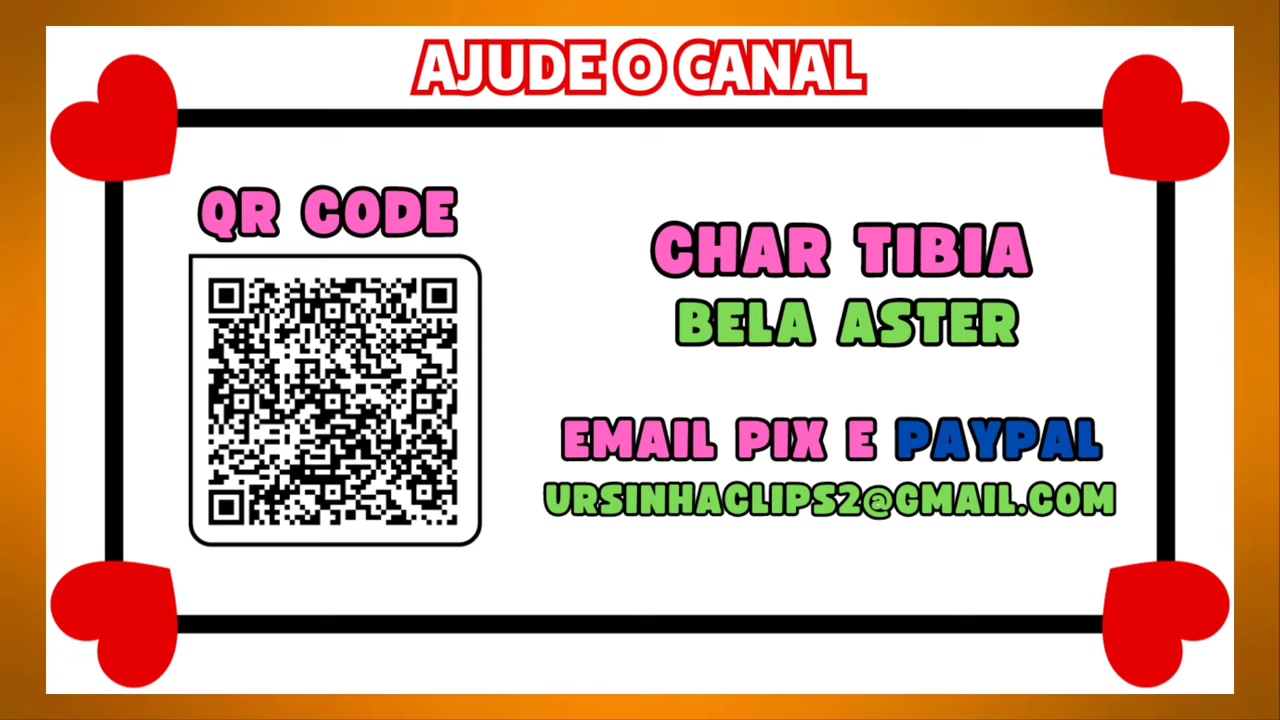 AJUDE O CANAL
QR CODE
CHAR TIBIA
BELA ASTER
EMAIL PIX E PAYPAL
URSINHACLIPS2@GMAIL.COM